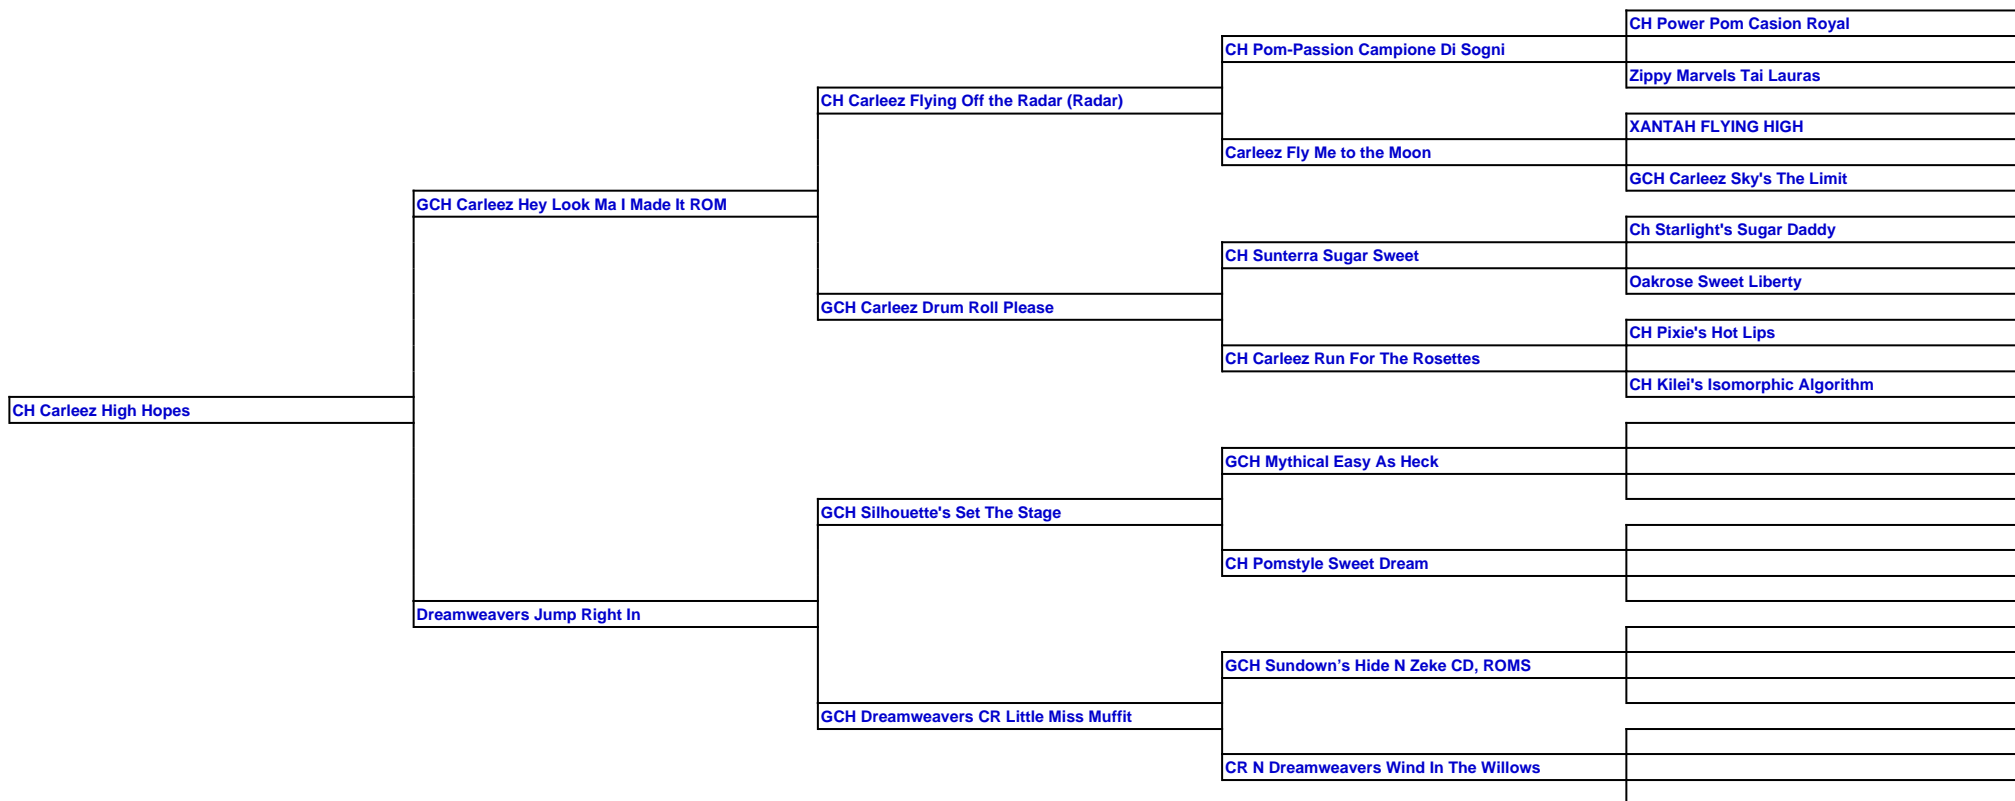 CH Power Pom Casion Royal
CH Pom-Passion Campione Di Sogni
Zippy Marvels Tai Lauras
CH Carleez Flying Off the Radar (Radar)
XANTAH FLYING HIGH
Carleez Fly Me to the Moon
GCH Carleez Sky's The Limit
GCH Carleez Hey Look Ma I Made It ROM
Ch Starlight's Sugar Daddy
CH Sunterra Sugar Sweet
Oakrose Sweet Liberty
GCH Carleez Drum Roll Please
CH Pixie's Hot Lips
CH Carleez Run For The Rosettes
CH Kilei's Isomorphic Algorithm
CH Carleez High Hopes
GCH Mythical Easy As Heck
GCH Silhouette's Set The Stage
CH Pomstyle Sweet Dream
Dreamweavers Jump Right In
GCH Sundown’s Hide N Zeke CD, ROMS
GCH Dreamweavers CR Little Miss Muffit
CR N Dreamweavers Wind In The Willows